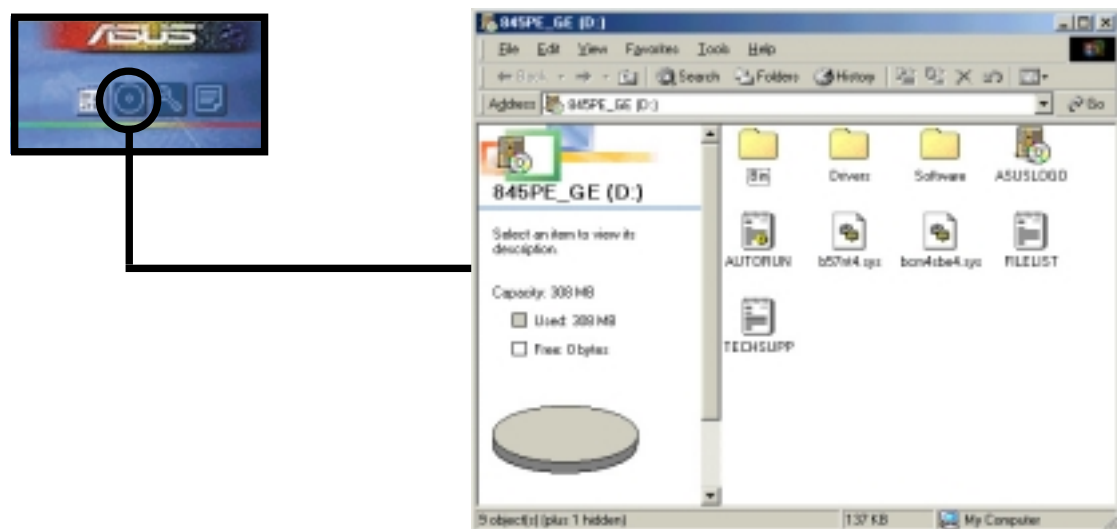 ASUS
845PE_GE (D:)
File Edit View Favorites Tools Help
Back Search Folders History
Address 845PE_GE (D:) Go
845PE_GE (D:)
Select an item to view its
description.
Capacity: 308 MB
Used: 308 MB
Free: 0 bytes
Bin Drivers Software ASUSLOGO
AUTORUN b57nt4.sys bcm4sbe4.sys FILELIST
TECHSUPP
9 object(s) (plus 1 hidden) 137 KB My Computer